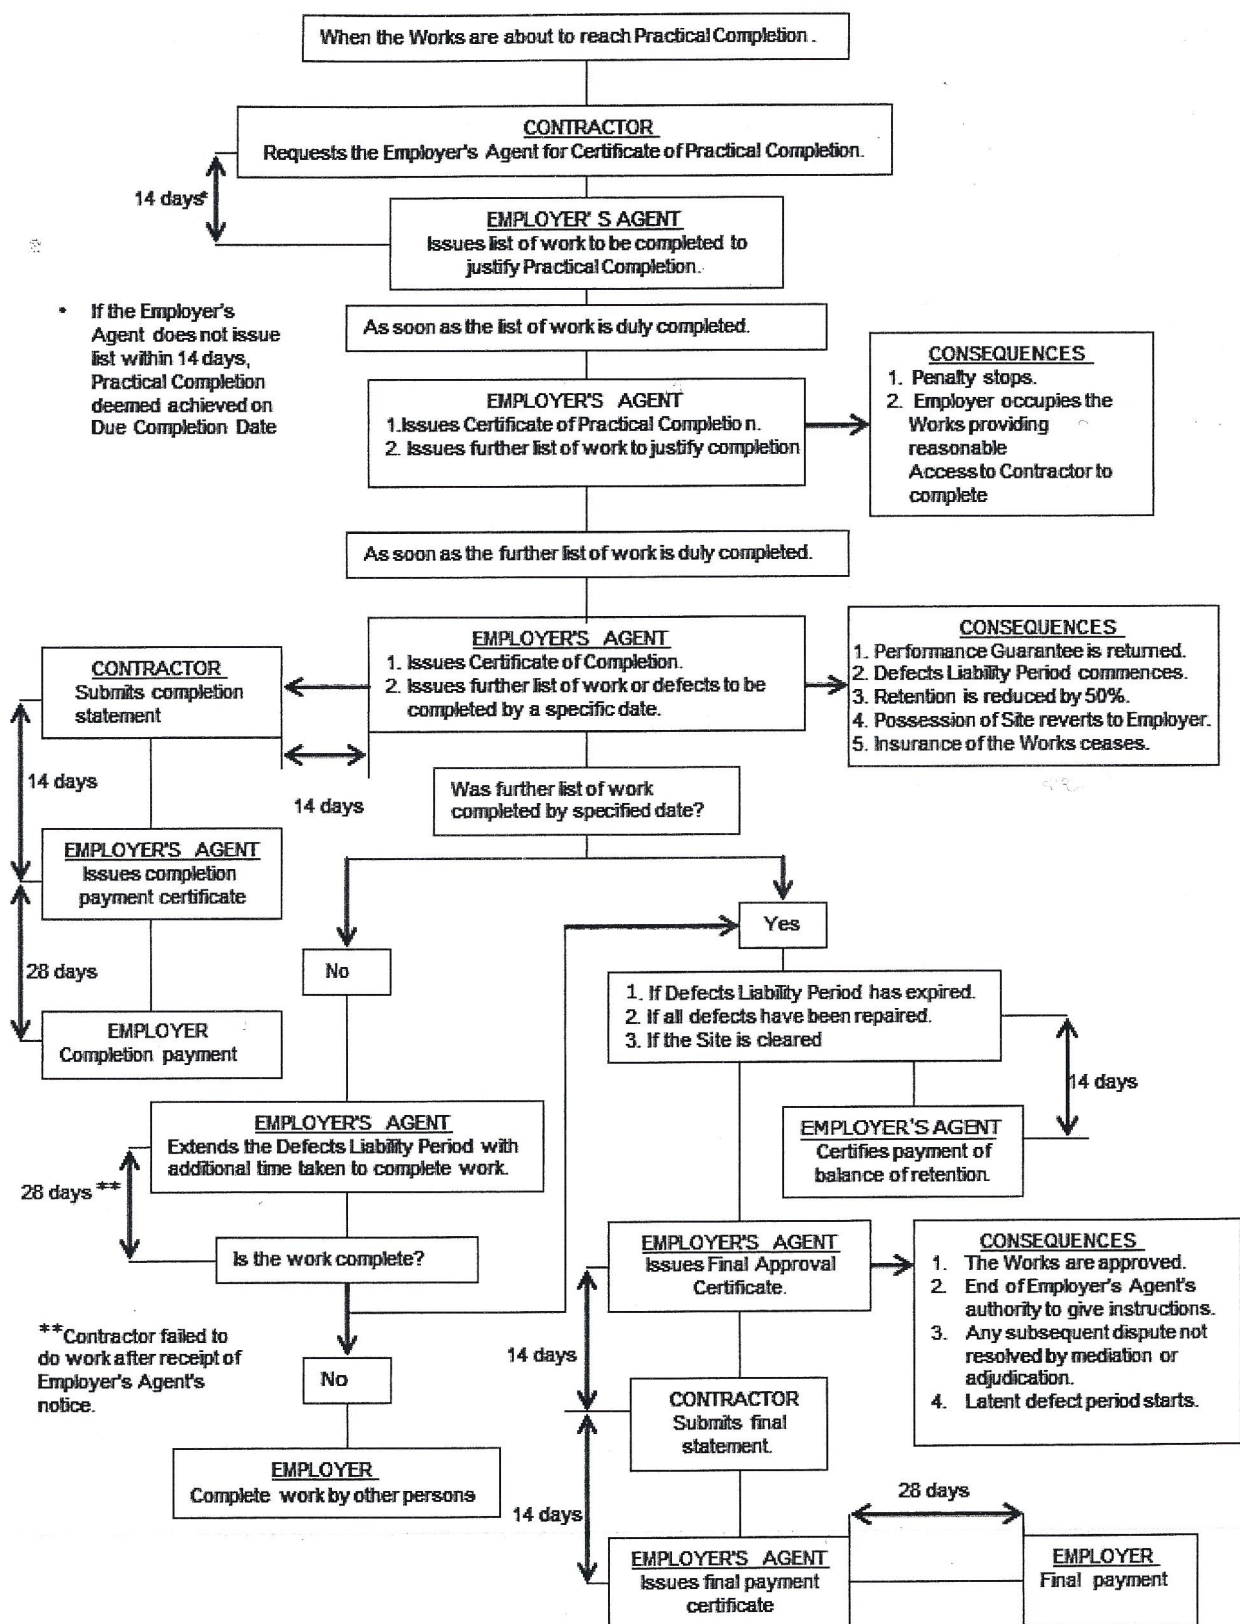 When the Works are about to reach Practical Completion.
CONTRACTOR
Requests the Employer's Agent for Certificate of Practical Completion.
14 days*
EMPLOYER' S AGENT
Issues list of work to be completed to
justify Practical Completion.
* If the Employer's
Agent does not issue
list within 14 days,
Practical Completion
deemed achieved on
Due Completion Date
As soon as the list of work is duly completed.
EMPLOYER'S AGENT
1.Issues Certificate of Practical Completion.
2. Issues further list of work to justify completion
CONSEQUENCES
1. Penalty stops.
2. Employer occupies the
Works providing
reasonable
Access to Contractor to
complete
As soon as the further list of work is duly completed.
EMPLOYER'S AGENT
1. Issues Certificate of Completion.
2. Issues further list of work or defects to be
completed by a specific date.
CONSEQUENCES
1. Performance Guarantee is returned.
2. Defects Liability Period commences.
3. Retention is reduced by 50%.
4. Possession of Site reverts to Employer.
5. Insurance of the Works ceases.
CONTRACTOR
Submits completion
statement
14 days
14 days
Was further list of work
completed by specified date?
EMPLOYER'S AGENT
Issues completion
payment certificate
28 days
EMPLOYER
Completion payment
No
Yes
1. If Defects Liability Period has expired.
2. If all defects have been repaired.
3. If the Site is cleared
14 days
EMPLOYER'S AGENT
Certifies payment of
balance of retention.
EMPLOYER'S AGENT
Extends the Defects Liability Period with
additional time taken to complete work.
28 days **
Is the work complete?
**Contractor failed to
do work after receipt of
Employer's Agent's
notice.
No
EMPLOYER
Complete work by other persons
EMPLOYER'S AGENT
Issues Final Approval
Certificate.
CONSEQUENCES
1. The Works are approved.
2. End of Employer's Agent's
authority to give instructions.
3. Any subsequent dispute not
resolved by mediation or
adjudication.
4. Latent defect period starts.
14 days
CONTRACTOR
Submits final
statement.
14 days
28 days
EMPLOYER'S AGENT
Issues final payment
certificate
EMPLOYER
Final payment